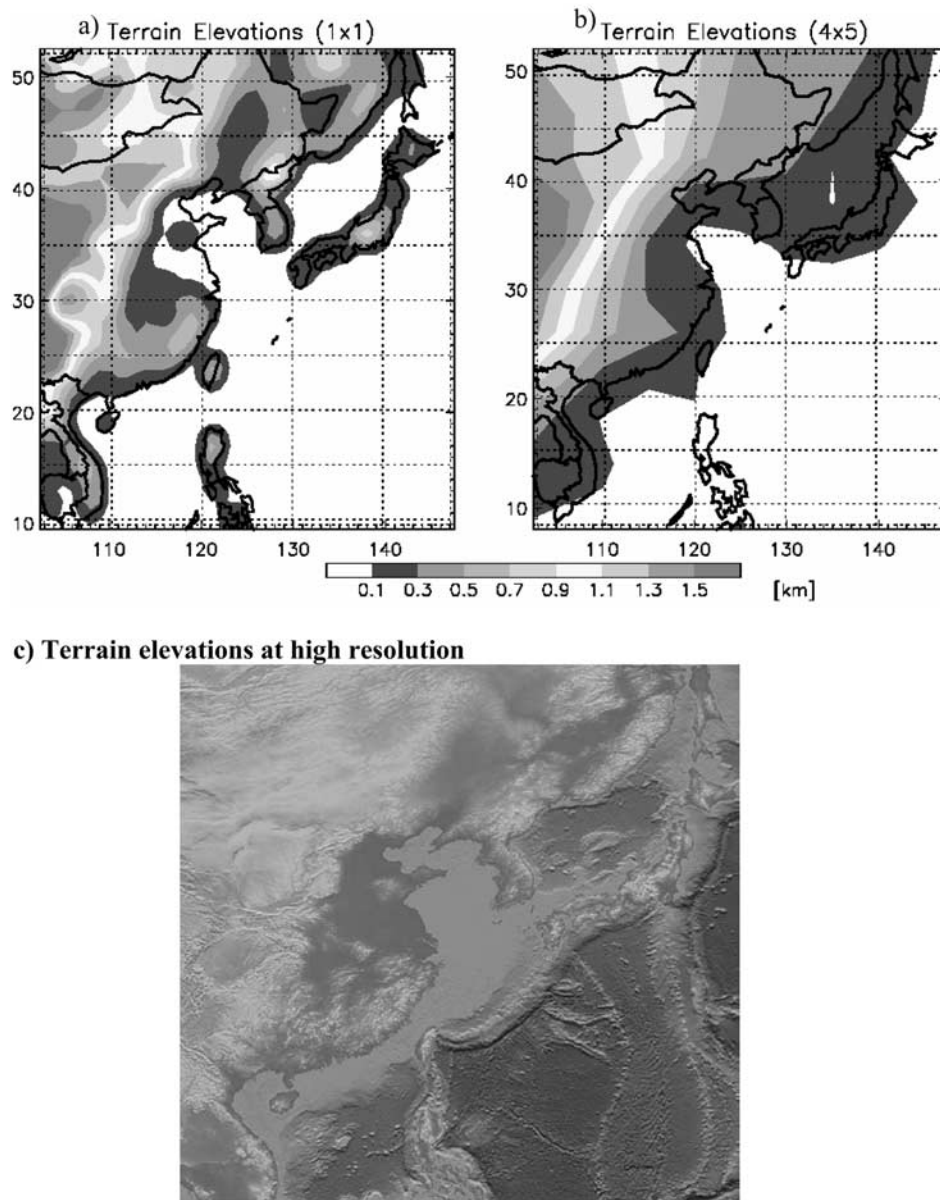 a)
Terrain Elevations (1x1)
b)
Terrain Elevations (4x5)
50
40
30
20
10
50
40
30
20
10
110 120 130 140
110 120 130 140
0.1 0.3 0.5 0.7 0.9 1.1 1.3 1.5 [km]
c) Terrain elevations at high resolution